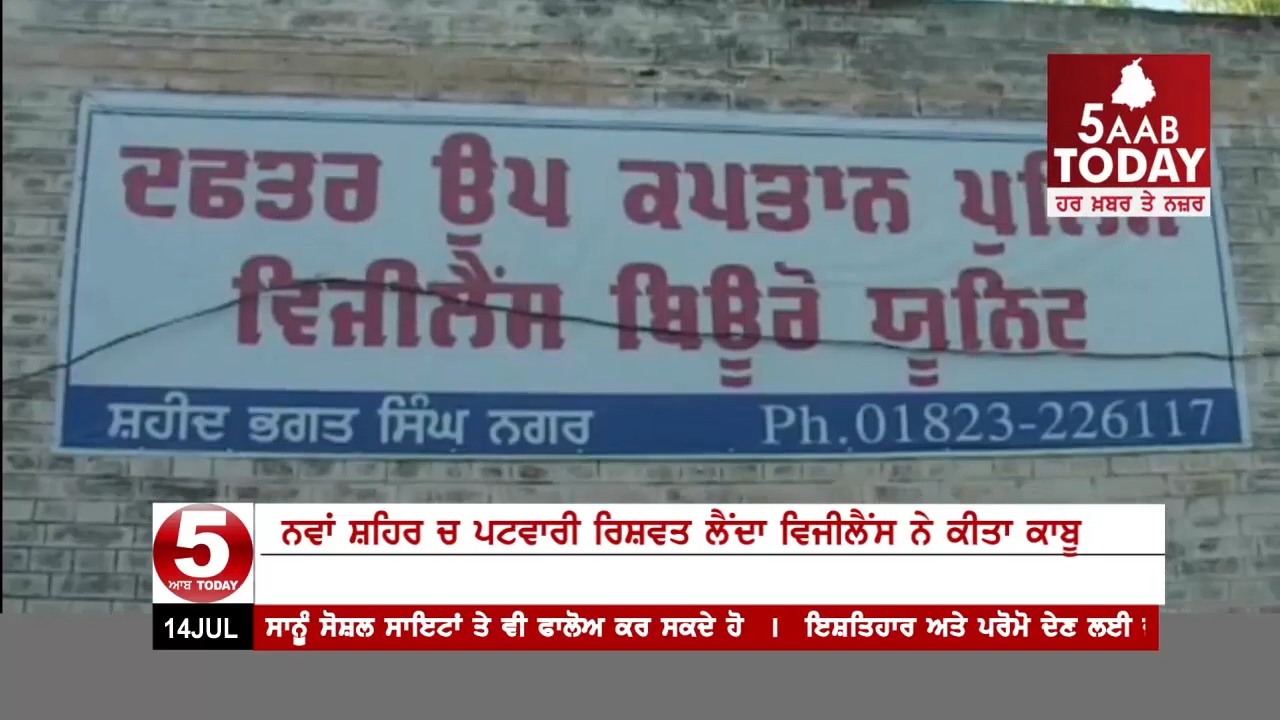 ਦਫਤਰ ਉਪ ਕਪਤਾਨ
ਵਿਜੀਲੈਂਸ ਬਿਊਰੋ ਯੂਨਿਟ
ਸ਼ਹੀਦ ਭਗਤ ਸਿੰਘ ਨਗਰ Ph.01823-226117
5AAB
TODAY
ਹਰ ਖ਼ਬਰ ਤੇ ਨਜ਼ਰ
5
ਆਬ TODAY
ਨਵਾਂ ਸ਼ਹਿਰ ਚ ਪਟਵਾਰੀ ਰਿਸ਼ਵਤ ਲੈਂਦਾ ਵਿਜੀਲੈਂਸ ਨੇ ਕੀਤਾ ਕਾਬੂ
14JUL ਸਾਨੂੰ ਸੋਸ਼ਲ ਸਾਇਟਾਂ ਤੇ ਵੀ ਫਾਲੋਅ ਕਰ ਸਕਦੇ ਹੋ । ਇਸ਼ਤਿਹਾਰ ਅਤੇ ਪਰੋਮੋ ਦੇਣ ਲਈ